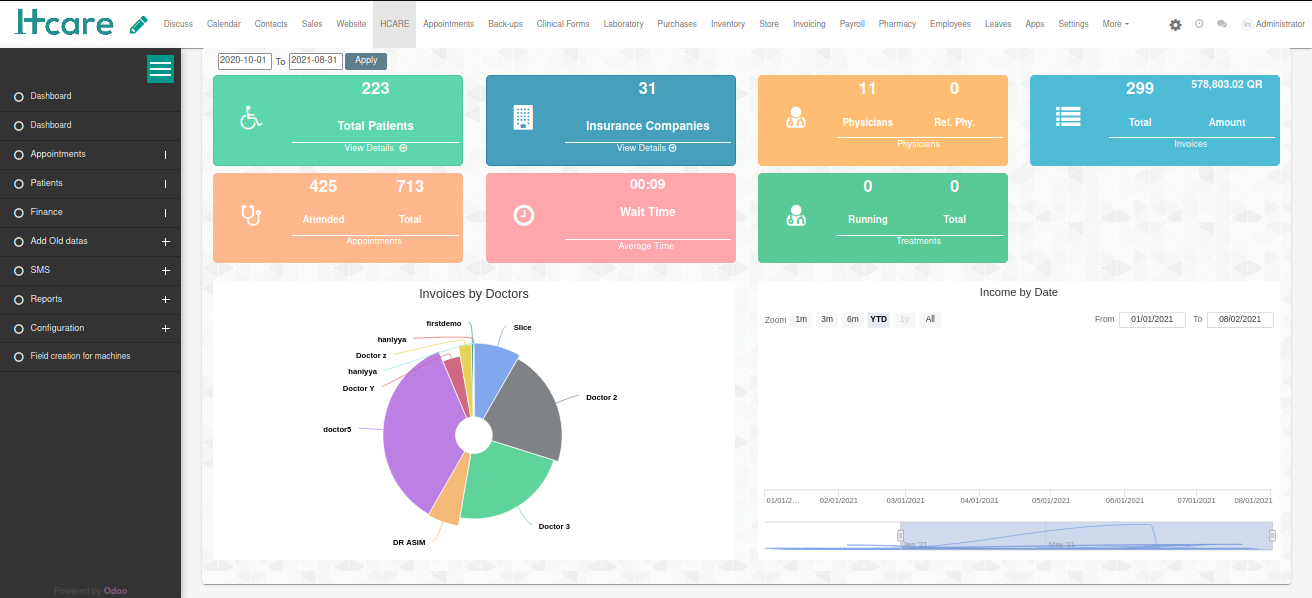 Itcare Discuss Calendar Contacts Sales Website HCARE Appointments Back-ups Clinical Forms Laboratory Purchases Inventory Store Invoicing Payroll Pharmacy Employees Leaves Apps Settings More Administrator
Dashboard
Dashboard
Appointments
Patients
Finance
Add Old datas
SMS
Reports
Configuration
Field creation for machines
Powered by Odoo
2020-10-01 To 2021-08-31 Apply
223
Total Patients
View Details
31
Insurance Companies
View Details
11 0
Physicians Ref. Phy.
Physicians
299 578,803.02 QR
Total Amount
Invoices
425 713
Attended Total
Appointments
00:09
Wait Time
Average Time
0 0
Running Total
Treatments
Invoices by Doctors
firstdemo
Slice
haniyya
Doctor z
haniyya
Doctor Y
Doctor 2
doctor5
Doctor 3
DR ASIM
Income by Date
Zoom 1m 3m 6m YTD 1y All From 01/01/2021 To 08/02/2021
01/01/2… 02/01/2021 03/01/2021 04/01/2021 05/01/2021 06/01/2021 07/01/2021 08/01/2021
Jan '21 May '21